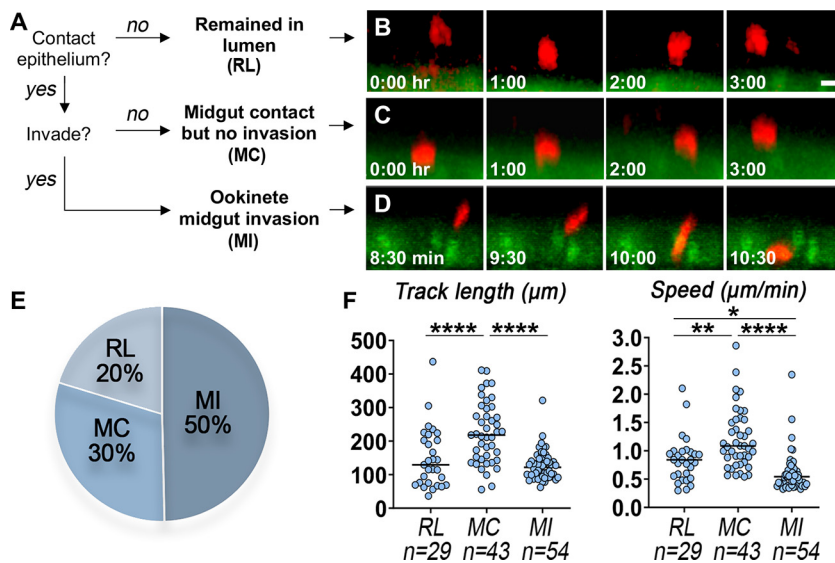 A
Contact
epithelium?
no
Remained in
lumen
(RL)
yes
Invade?
no
Midgut contact
but no invasion
(MC)
yes
Ookinete
midgut invasion
(MI)
B
0:00 hr
1:00
2:00
3:00
C
0:00 hr
1:00
2:00
3:00
D
8:30 min
9:30
10:00
10:30
E
RL
20%
MC
30%
MI
50%
F
Track length (µm)
**** ****
500
400
300
200
100
0
RL MC MI
n=29 n=43 n=54
Speed (µm/min)
*
** ****
3.0
2.5
2.0
1.5
1.0
0.5
0.0
RL MC MI
n=29 n=43 n=54